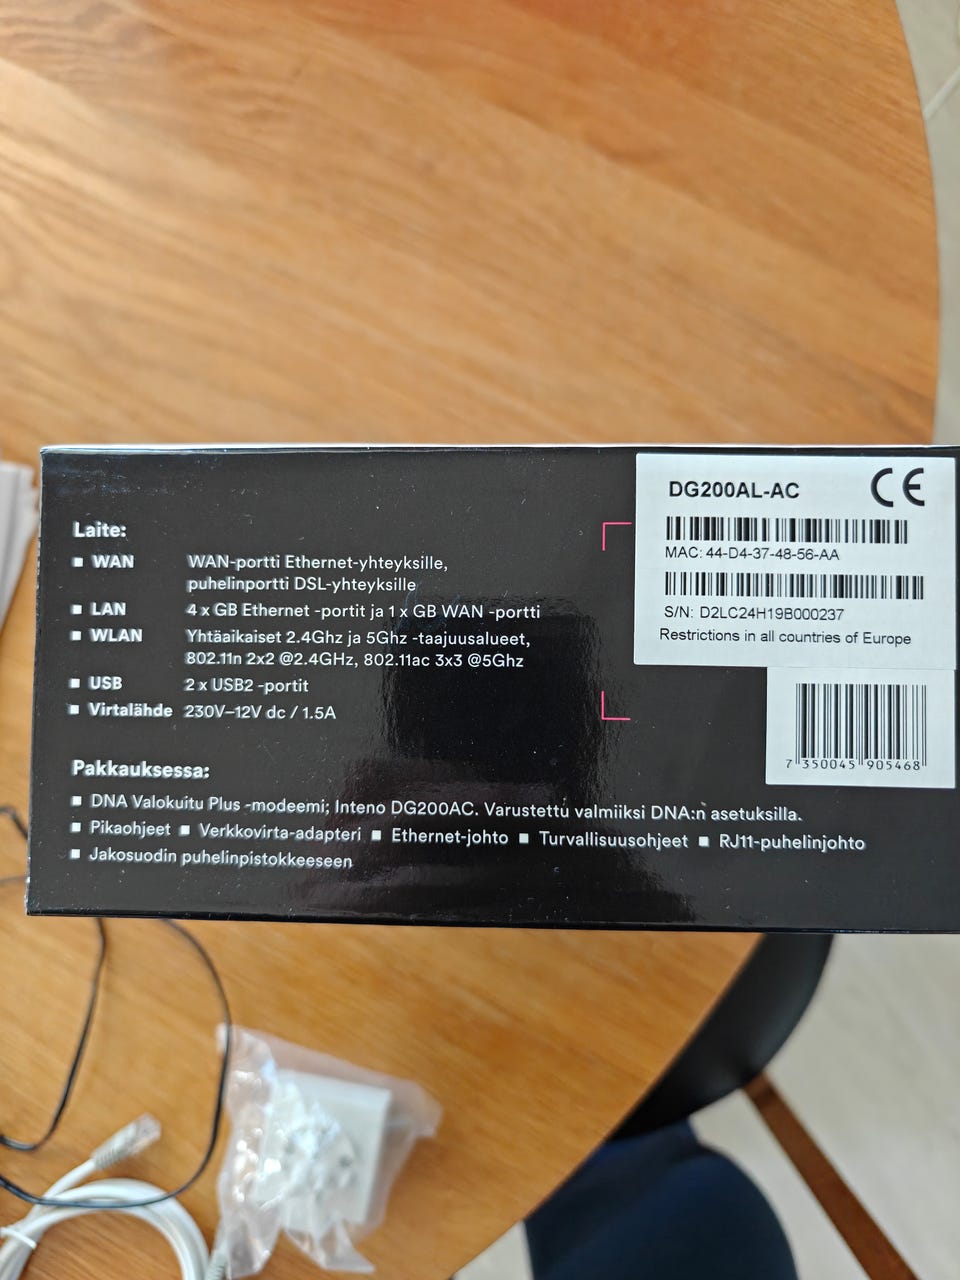 Laite:
WAN WAN-portti Ethernet-yhteyksille,
puhelinportti DSL-yhteyksille
LAN 4 x GB Ethernet -portit ja 1 x GB WAN -portti
WLAN Yhtäaikaiset 2.4Ghz ja 5Ghz -taajuusalueet,
802.11n 2x2 @2.4GHz, 802.11ac 3x3 @5Ghz
USB 2 x USB2 -portit
Virtalähde 230V–12V dc / 1.5A
Pakkauksessa:
DNA Valokuitu Plus -modeemi; Inteno DG200AC. Varustettu valmiiksi DNA:n asetuksilla.
Pikaohjeet Verkkovirta-adapteri Ethernet-johto Turvallisuusohjeet RJ11-puhelinjohto
Jakosuodin puhelinpistokkeeseen
DG200AL-AC CE
MAC: 44-D4-37-48-56-AA
S/N: D2LC24H19B000237
Restrictions in all countries of Europe
7 350045 905468